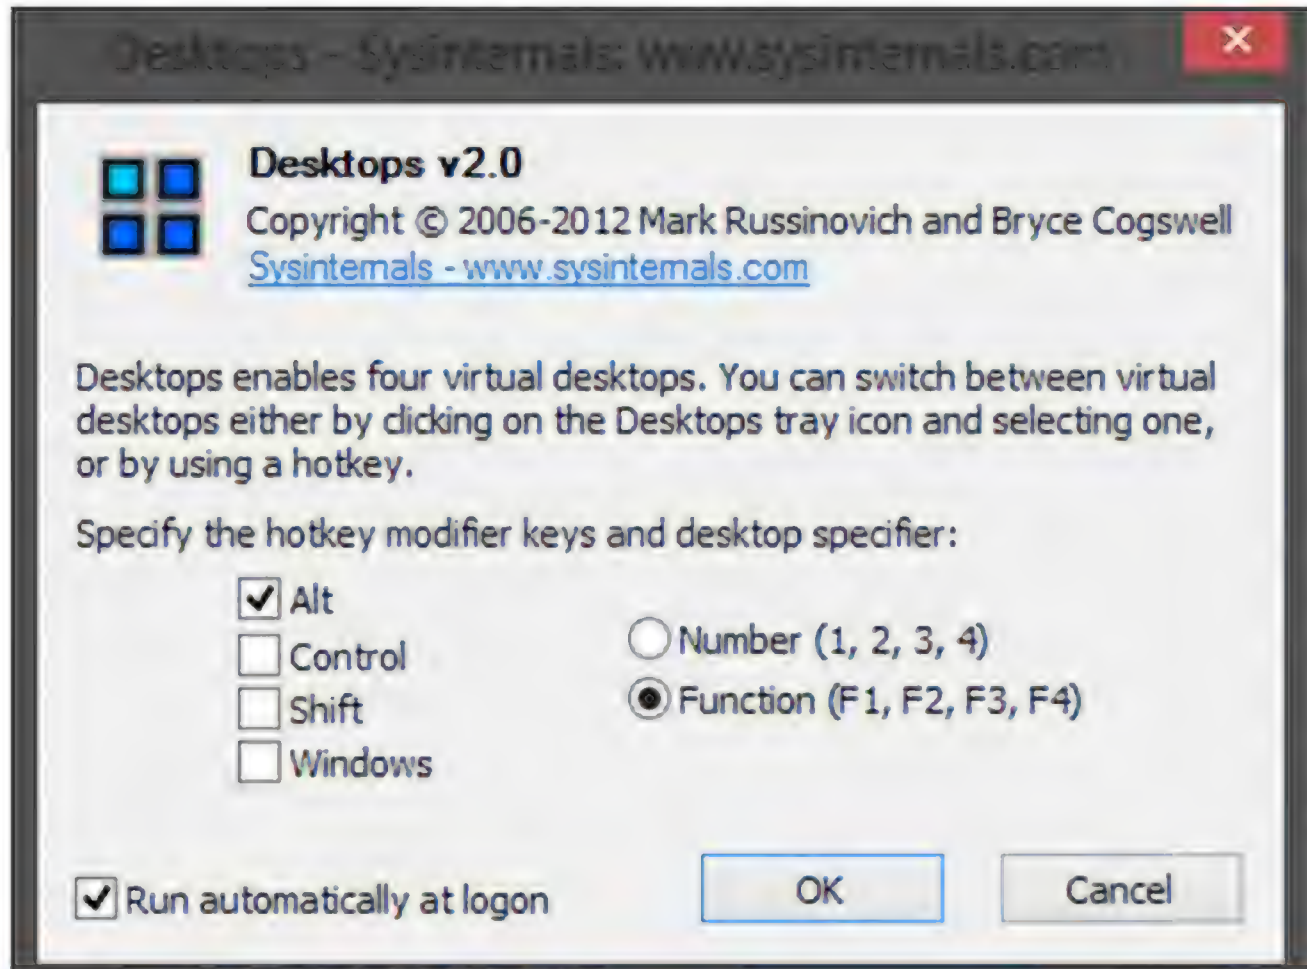 Desktops - Sysinternals: www.sysinternals.com
Desktops v2.0
Copyright © 2006-2012 Mark Russinovich and Bryce Cogswell
Sysinternals - www.sysinternals.com
Desktops enables four virtual desktops. You can switch between virtual
desktops either by clicking on the Desktops tray icon and selecting one,
or by using a hotkey.
Specify the hotkey modifier keys and desktop specifier:
Alt
Control
Shift
Windows
Number (1, 2, 3, 4)
Function (F1, F2, F3, F4)
Run automatically at logon
OK
Cancel